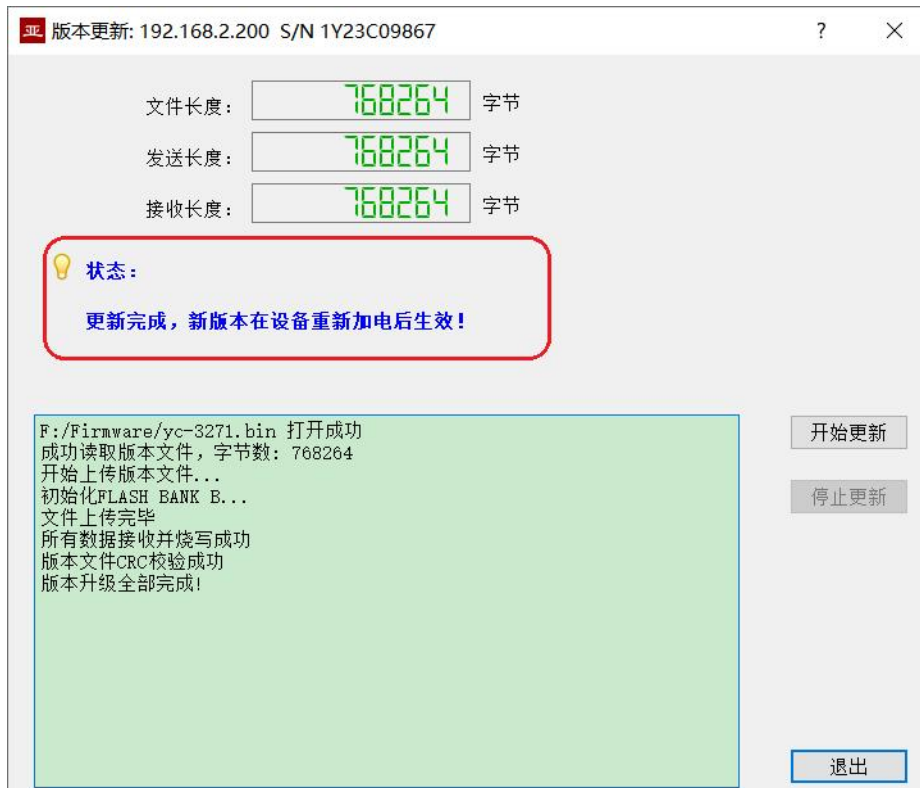 亚 版本更新: 192.168.2.200 S/N 1Y23C09867 ?
文件长度: 768264 字节
发送长度: 768264 字节
接收长度: 768264 字节
状态:
更新完成，新版本在设备重新加电后生效!
F:/Firmware/yc-3271.bin 打开成功
成功读取版本文件，字节数: 768264
开始上传版本文件...
初始化FLASH BANK B...
文件上传完毕
所有数据接收并烧写成功
版本文件CRC校验成功
版本升级全部完成!
开始更新
停止更新
退出